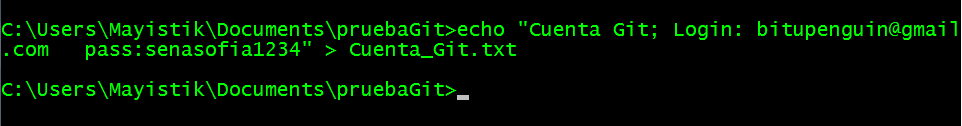 C:\Users\Mayistik\Documents\pruebaGit>echo "Cuenta Git; Login: bitupenguin@gmail
.com   pass:senasofia1234" > Cuenta_Git.txt
C:\Users\Mayistik\Documents\pruebaGit>